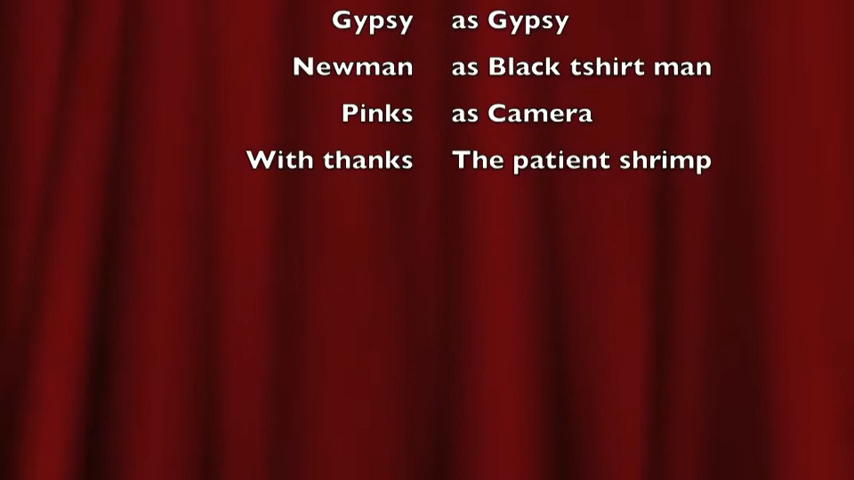 Gypsy as Gypsy
Newman as Black tshirt man
Pinks as Camera
With thanks The patient shrimp